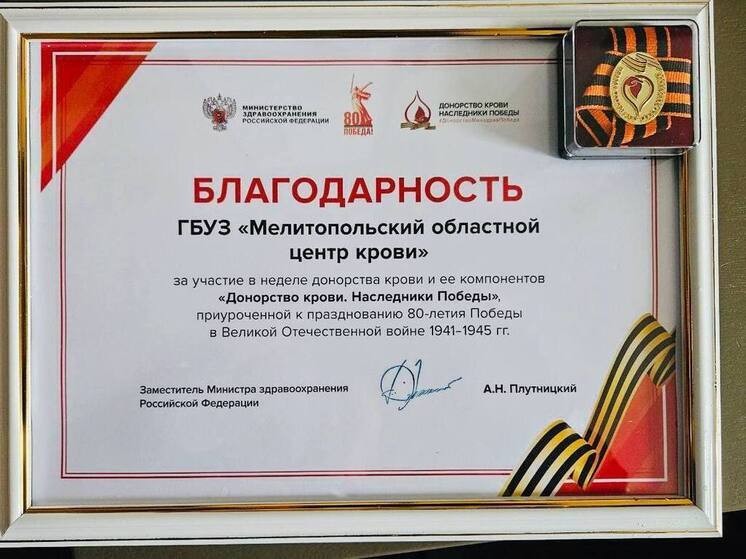 МИНИСТЕРСТВО
ЗДРАВООХРАНЕНИЯ
РОССИЙСКОЙ ФЕДЕРАЦИИ
80
ПОБЕДА!
ДОНОРСТВО КРОВИ
НАСЛЕДНИКИ ПОБЕДЫ
БЛАГОДАРНОСТЬ
ГБУЗ «Мелитопольский областной
центр крови»
за участие в неделе донорства крови и ее компонентов
«Донорство крови. Наследники Победы»,
приуроченной к празднованию 80-летия Победы
в Великой Отечественной войне 1941–1945 гг.
Заместитель Министра здравоохранения
Российской Федерации
А.Н. Плутницкий